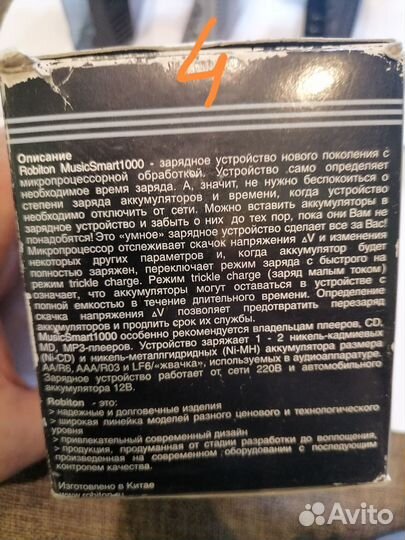 4
Описание
Robiton MusicSmart1000 - зарядное устройство нового поколения с
микропроцессорной обработкой. Устройство само определяет
необходимое время заряда. А, значит, не нужно беспокоиться о
степени заряда аккумуляторов и времени, когда устройство
необходимо отключить от сети. Можно вставить аккумуляторы в
зарядное устройство и забыть о них до тех пор, пока они Вам не
понадобятся! Это «умное» зарядное устройство сделает все за Вас!
Микропроцессор отслеживает скачок напряжения ΔV и изменения
некоторых других параметров и, когда аккумулятор будет
полностью заряжен, переключает режим заряда с быстрого на
режим trickle charge. Режим trickle charge (заряд малым током)
означает, что аккумуляторы могут оставаться в устройстве с
полной емкостью в течение длительного времени. Определение
скачка напряжения ΔV позволяет предотвратить перезаряд
аккумуляторов и продлить срок их службы.
MusicSmart1000 особенно рекомендуется владельцам плееров, CD,
MD, MP3-плееров. Устройство заряжает 1 - 2 никель-кадмиевых
(Ni-CD) и никель-металлгидридных (Ni-MH) аккумулятора размера
AA/R6, AAA/R03 и LF6/«жвачка», используемых в аудиоаппаратуре.
Зарядное устройство работает от сети 220В и автомобильного
аккумулятора 12В.
Robiton - это:
> надежные и долговечные изделия
> широкая линейка моделей разного ценового и технологического
уровня
> привлекательный современный дизайн
> продукция, продуманная от стадии разработки до воплощения,
произведенная на современном оборудовании с последующим
контролем качества.
Изготовлено в Китае
www.robiton.ru
Avito